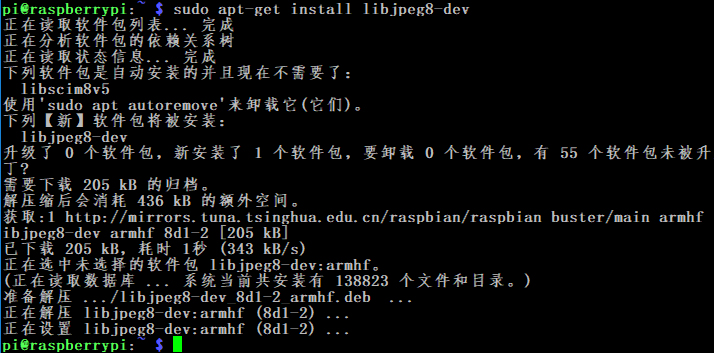 pi@raspberrypi:~ $ sudo apt-get install libjpeg8-dev
正在读取软件包列表... 完成
正在分析软件包的依赖关系树
正在读取状态信息... 完成
下列软件包是自动安装的并且现在不需要了：
  libscim8v5
使用'sudo apt autoremove'来卸载它(它们)。
下列【新】软件包将被安装：
  libjpeg8-dev
升级了 0 个软件包，新安装了 1 个软件包，要卸载 0 个软件包，有 55 个软件包未被升
了?
需要下载 205 kB 的归档。
解压缩后会消耗 436 kB 的额外空间。
获取:1 http://mirrors.tuna.tsinghua.edu.cn/raspbian/raspbian buster/main armhf
ibjpeg8-dev armhf 8d1-2 [205 kB]
已下载 205 kB，耗时 1秒 (343 kB/s)
正在选中未选择的软件包 libjpeg8-dev:armhf。
(正在读取数据库 ... 系统当前共安装有 138823 个文件和目录。)
准备解压 .../libjpeg8-dev_8d1-2_armhf.deb  ...
正在解压 libjpeg8-dev:armhf (8d1-2) ...
正在设置 libjpeg8-dev:armhf (8d1-2) ...
pi@raspberrypi:~ $